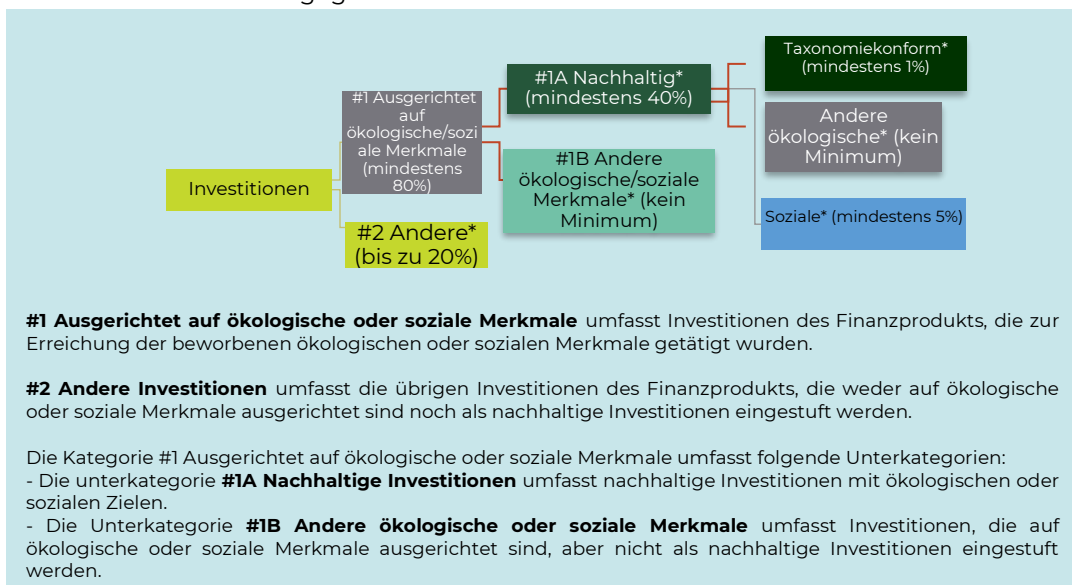 Investitionen
#1 Ausgerichtet
auf
ökologische/sozi
ale Merkmale
(mindestens
80%)
#2 Andere*
(bis zu 20%)
#1A Nachhaltig*
(mindestens 40%)
#1B Andere
ökologische/soziale
Merkmale* (kein
Minimum)
Taxonomiekonform*
(mindestens 1%)
Andere
ökologische* (kein
Minimum)
Soziale* (mindestens 5%)
#1 Ausgerichtet auf ökologische oder soziale Merkmale umfasst Investitionen des Finanzprodukts, die zur
Erreichung der beworbenen ökologischen oder sozialen Merkmale getätigt wurden.
#2 Andere Investitionen umfasst die übrigen Investitionen des Finanzprodukts, die weder auf ökologische
oder soziale Merkmale ausgerichtet sind noch als nachhaltige Investitionen eingestuft werden.
Die Kategorie #1 Ausgerichtet auf ökologische oder soziale Merkmale umfasst folgende Unterkategorien:
- Die unterkategorie #1A Nachhaltige Investitionen umfasst nachhaltige Investitionen mit ökologischen oder
sozialen Zielen.
- Die Unterkategorie #1B Andere ökologische oder soziale Merkmale umfasst Investitionen, die auf
ökologische oder soziale Merkmale ausgerichtet sind, aber nicht als nachhaltige Investitionen eingestuft
werden.